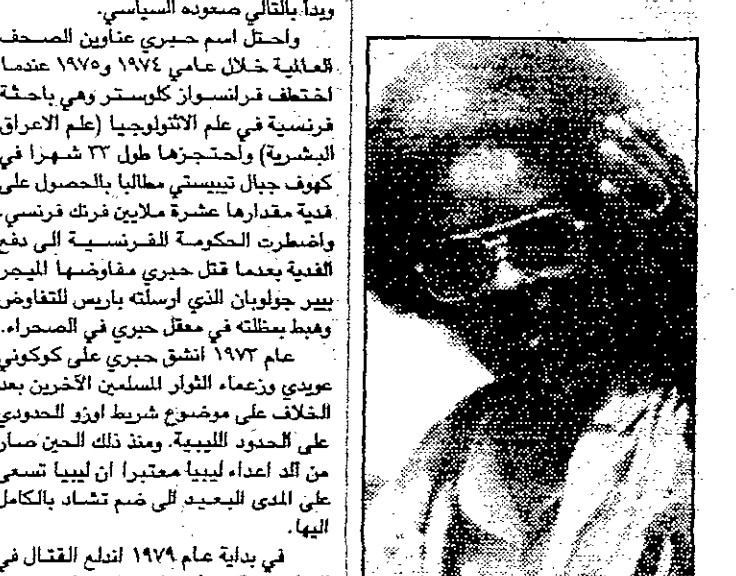 ويدا بالتالي صعوده السياسي.
واحتل اسم حبري عناوين الصحف
العالمية خلال عامي ١٩٧٤ و١٩٧٥ عندما
اختطف فرانسواز كلوستر وهي باحثة
فرنسية في علم الاثنولوجيا (علم الاعراق
البشرية) واحتجزها طول ٣٣ شهرا في
كهوف جبال تيبيستي مطالبا بالحصول على
فدية مقدارها عشرة ملايين فرنك فرنسي.
واضطرت الحكومة الفرنسية الى دفع
الفدية بعدما قتل حبري مفاوضها الميجر
بيير جولوبان الذي ارسلته باريس للتفاوض
وهبط بمظلته في معقل حبري في الصحراء.
عام ١٩٧٣ انشق حبري على كوكوني
عويدي وزعماء الثوار المسلمين الآخرين بعد
الخلاف على موضوع شريط اوزو الحدودي
على الحدود الليبية. ومنذ ذلك الحين صار
من الد اعداء ليبيا معتبرا ان ليبيا تسعى
على المدى البعيد الى ضم تشاد بالكامل
اليها.
في بداية عام ١٩٧٩ اندلع القتال في